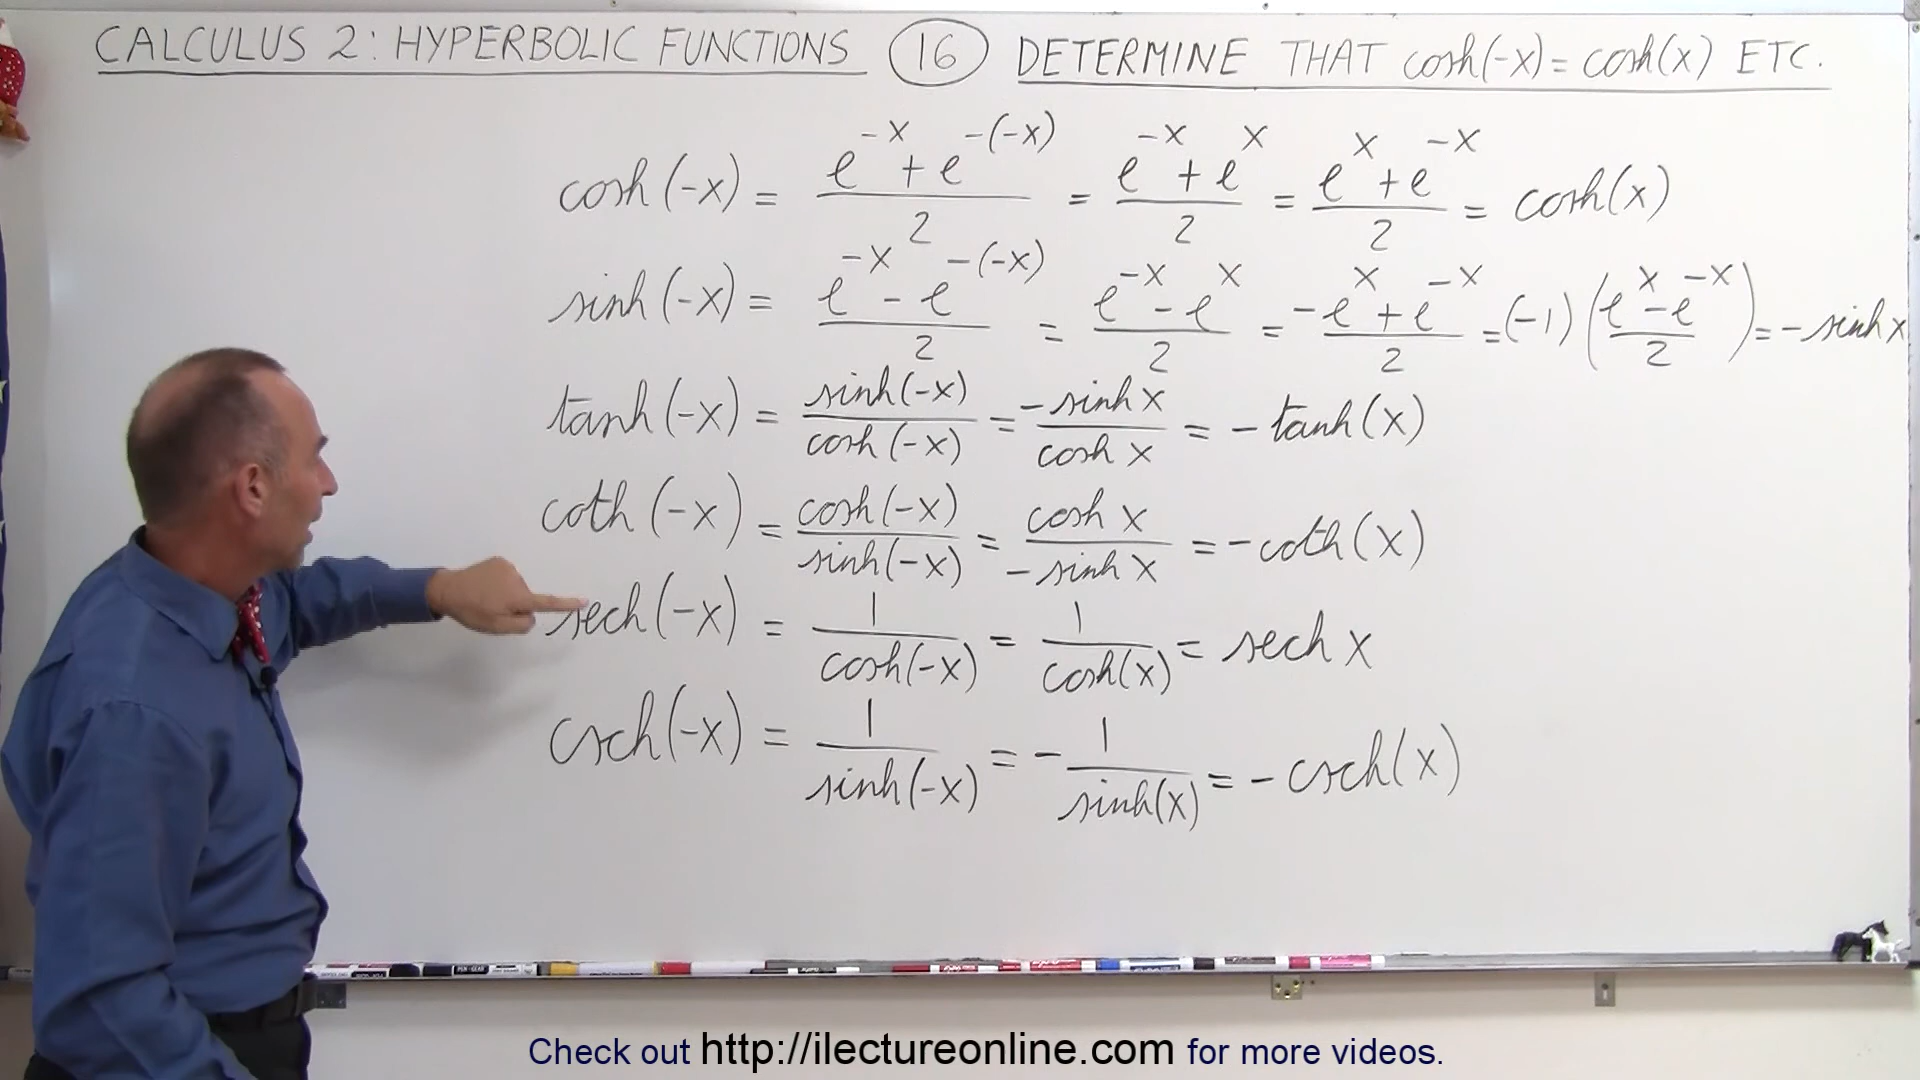 CALCULUS 2: HYPERBOLIC FUNCTIONS (16) DETERMINE THAT cosh(-x) = cosh(x) ETC.
cosh(-x) = (e^-x + e^-(-x))/2 = (e^-x + e^x)/2 = (e^x + e^-x)/2 = cosh(x)
sinh(-x) = (e^-x - e^-(-x))/2 = (e^-x - e^x)/2 = (-e^x + e^-x)/2 = (-1)((e^x - e^-x)/2) = -sinh x
tanh(-x) = sinh(-x)/cosh(-x) = -sinh x/cosh x = -tanh(x)
coth(-x) = cosh(-x)/sinh(-x) = cosh x/-sinh x = -coth(x)
sech(-x) = 1/cosh(-x) = 1/cosh(x) = sech x
csch(-x) = 1/sinh(-x) = -1/sinh(x) = -csch(x)
Check out http://ilectureonline.com for more videos.